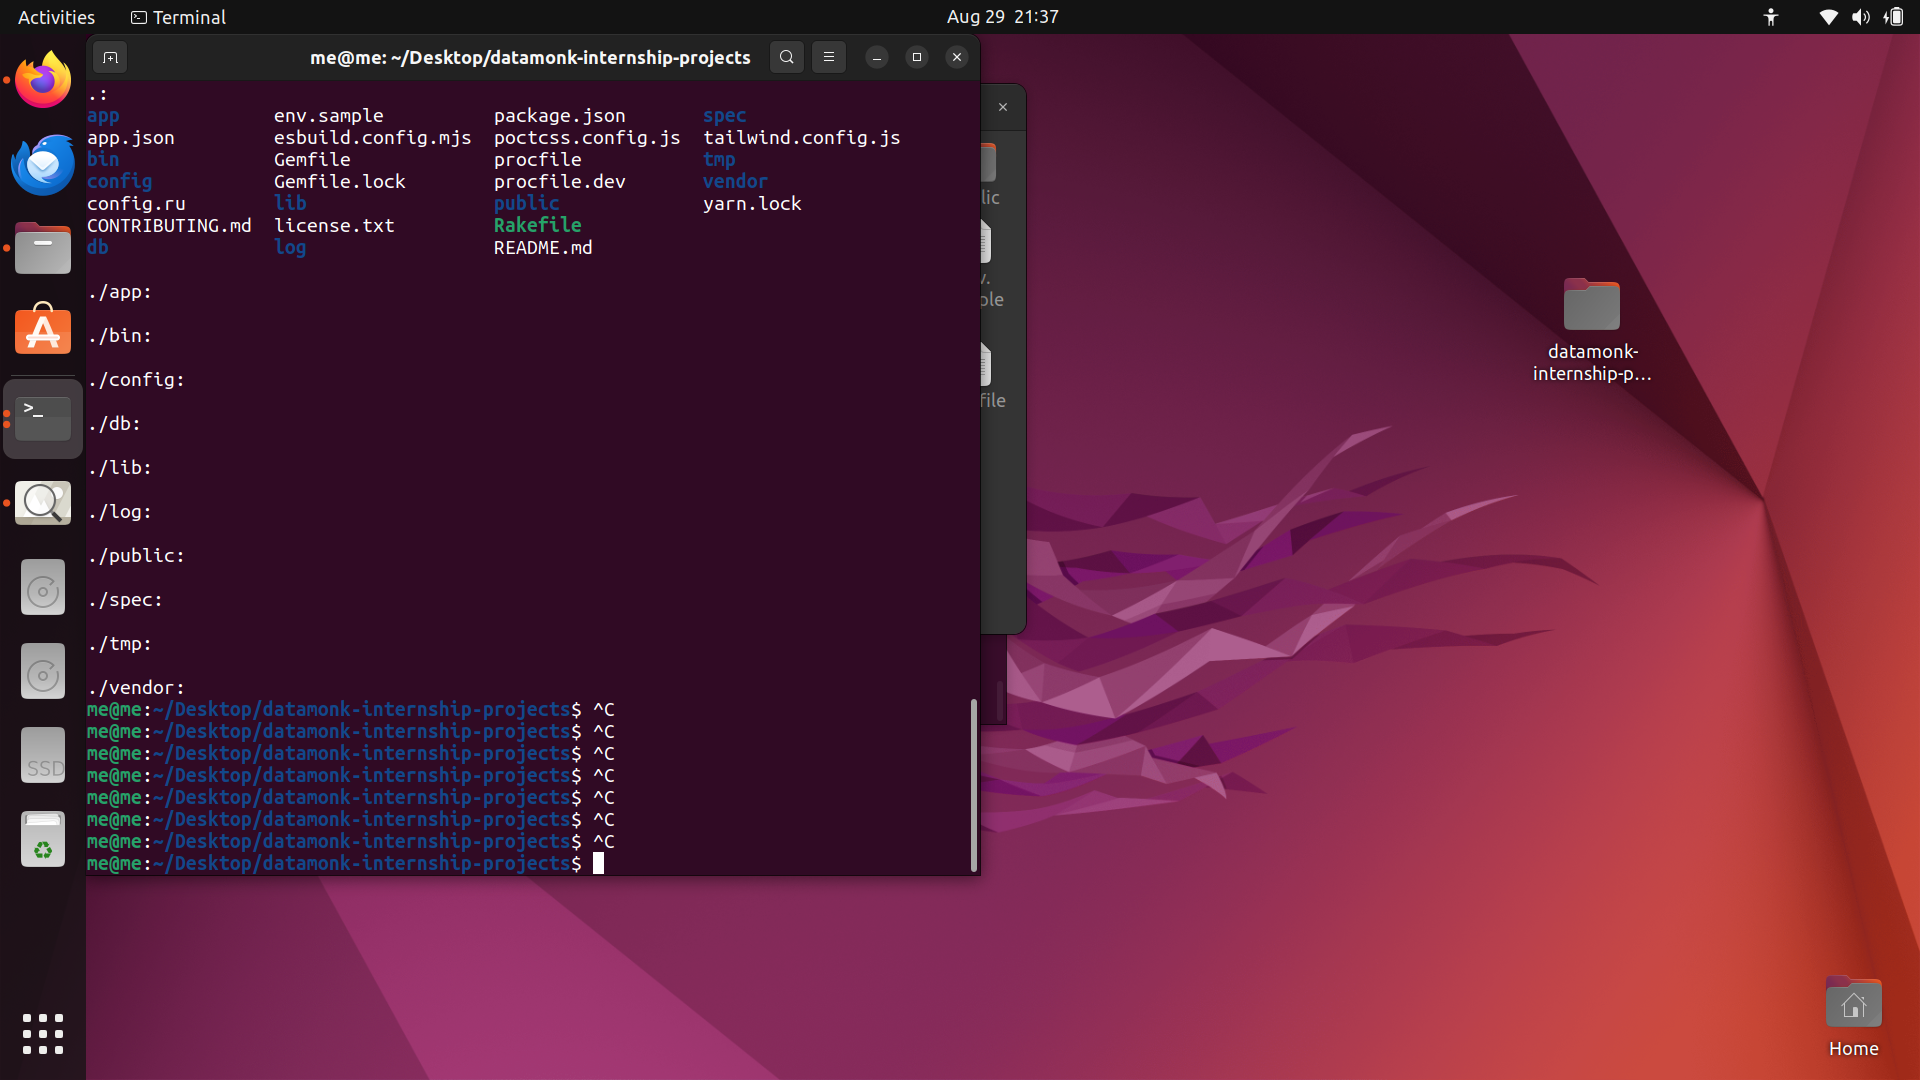 Activities Terminal Aug 29 21:37
me@me: ~/Desktop/datamonk-internship-projects
.:
app env.sample package.json spec
app.json esbuild.config.mjs poctcss.config.js tailwind.config.js
bin Gemfile procfile tmp
config Gemfile.lock procfile.dev vendor
config.ru lib public yarn.lock
CONTRIBUTING.md license.txt Rakefile
db log README.md
./app:
./bin:
./config:
./db:
./lib:
./log:
./public:
./spec:
./tmp:
./vendor:
me@me:~/Desktop/datamonk-internship-projects$ ^C
me@me:~/Desktop/datamonk-internship-projects$ ^C
me@me:~/Desktop/datamonk-internship-projects$ ^C
me@me:~/Desktop/datamonk-internship-projects$ ^C
me@me:~/Desktop/datamonk-internship-projects$ ^C
me@me:~/Desktop/datamonk-internship-projects$ ^C
me@me:~/Desktop/datamonk-internship-projects$ ^C
me@me:~/Desktop/datamonk-internship-projects$
lic
ple
file
>_
SSD
datamonk-
internship-p...
Home